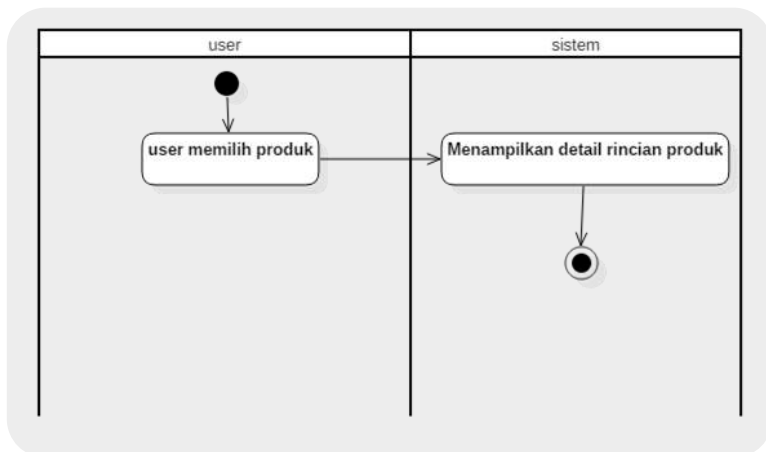 user
sistem
user memilih produk
Menampilkan detail rincian produk